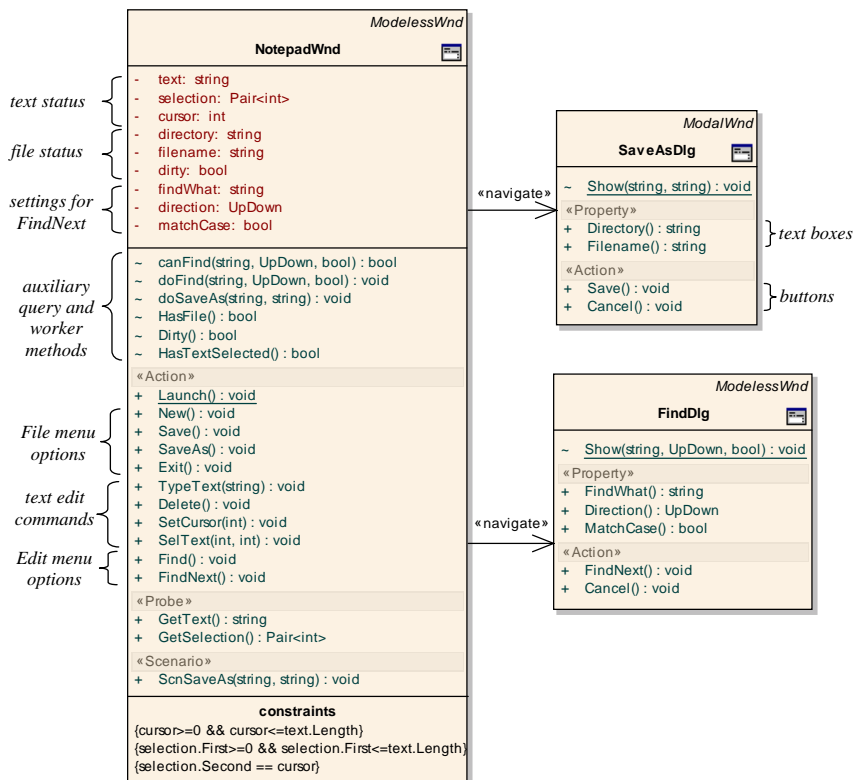 ModelessWnd
NotepadWnd
text status
- text: string
- selection: Pair<int>
- cursor: int
file status
- directory: string
- filename: string
- dirty: bool
settings for
FindNext
- findWhat: string
- direction: UpDown
- matchCase: bool
auxiliary
query and
worker
methods
~ canFind(string, UpDown, bool) : bool
~ doFind(string, UpDown, bool) : void
~ doSaveAs(string, string) : void
~ HasFile() : bool
~ Dirty() : bool
~ HasTextSelected() : bool
«Action»
+ Launch() : void
File menu
options
+ New() : void
+ Save() : void
+ SaveAs() : void
+ Exit() : void
text edit
commands
+ TypeText(string) : void
+ Delete() : void
+ SetCursor(int) : void
+ SelText(int, int) : void
Edit menu
options
+ Find() : void
+ FindNext() : void
«Probe»
+ GetText() : string
+ GetSelection() : Pair<int>
«Scenario»
+ ScnSaveAs(string, string) : void
constraints
{cursor>=0 && cursor<=text.Length}
{selection.First>=0 && selection.First<=text.Length}
{selection.Second == cursor}
«navigate»
ModalWnd
SaveAsDlg
~ Show(string, string) : void
«Property»
+ Directory() : string
+ Filename() : string
text boxes
«Action»
+ Save() : void
+ Cancel() : void
buttons
«navigate»
ModelessWnd
FindDlg
~ Show(string, UpDown, bool) : void
«Property»
+ FindWhat() : string
+ Direction() : UpDown
+ MatchCase() : bool
«Action»
+ FindNext() : void
+ Cancel() : void